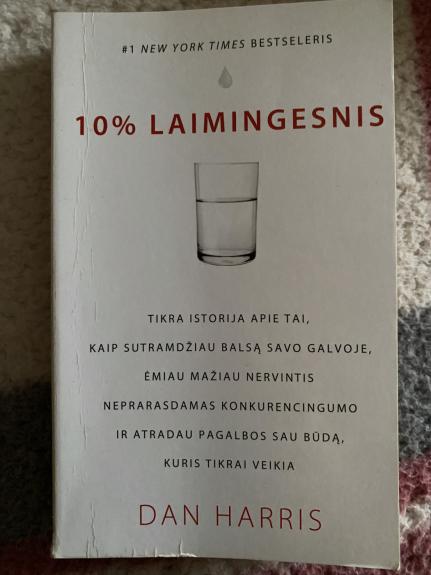 #1 NEW YORK TIMES BESTSELERIS
10% LAIMINGESNIS
TIKRA ISTORIJA APIE TAI,
KAIP SUTRAMDŽIAU BALSĄ SAVO GALVOJE,
ĖMIAU MAŽIAU NERVINTIS
NEPRARASDAMAS KONKURENCINGUMO
IR ATRADAU PAGALBOS SAU BŪDĄ,
KURIS TIKRAI VEIKIA
DAN HARRIS